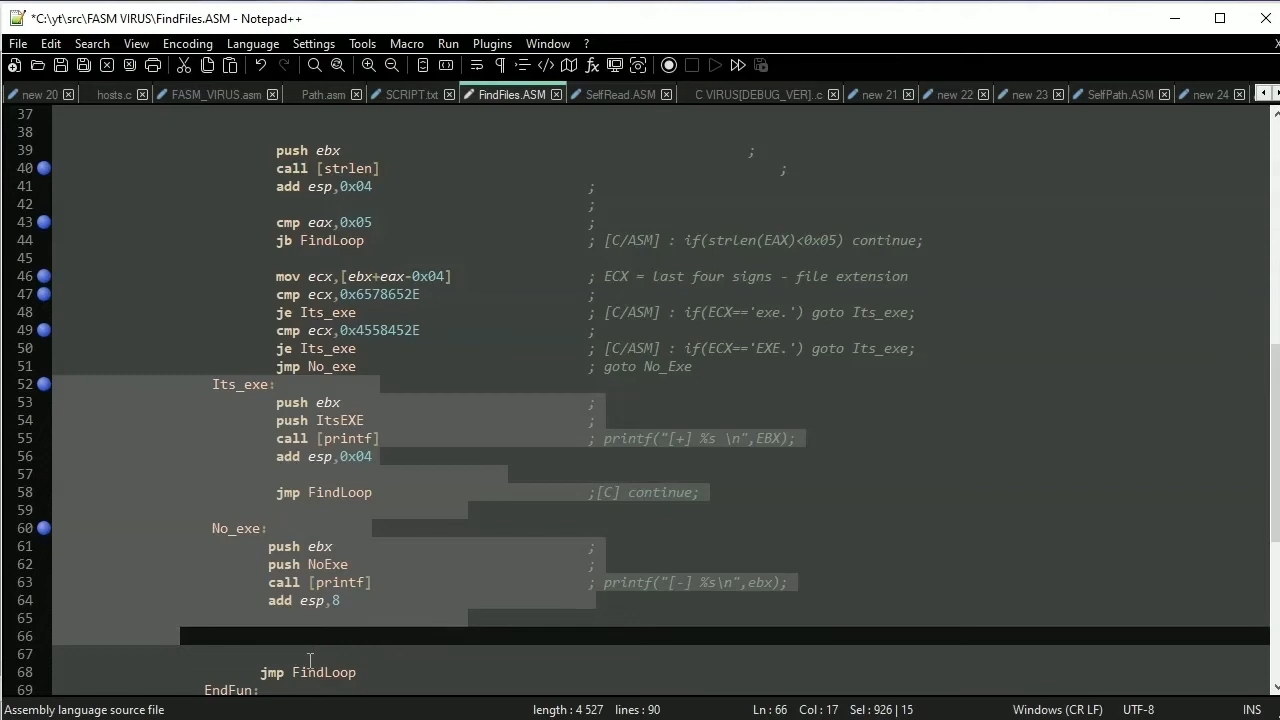 *C:\yt\src\FASM VIRUS\FindFiles.ASM - Notepad++
File Edit Search View Encoding Language Settings Tools Macro Run Plugins Window ?
new 20 hosts.c FASM_VIRUS.asm Path.asm SCRIPT.txt FindFiles.ASM SelfRead.ASM C VIRUS[DEBUG_VER]..c new 21 new 22 new 23 SelfPath.ASM new 24
37
38
39 push ebx ;
40 call [strlen] ;
41 add esp,0x04 ;
42 ;
43 cmp eax,0x05 ;
44 jb FindLoop ; [C/ASM] : if(strlen(EAX)<0x05) continue;
45
46 mov ecx,[ebx+eax-0x04] ; ECX = last four signs - file extension
47 cmp ecx,0x6578652E ;
48 je Its_exe ; [C/ASM] : if(ECX=='exe.') goto Its_exe;
49 cmp ecx,0x4558452E ;
50 je Its_exe ; [C/ASM] : if(ECX=='EXE.') goto Its_exe;
51 jmp No_exe ; goto No_Exe
52 Its_exe:
53 push ebx ;
54 push ItsEXE ;
55 call [printf] ; printf("[+] %s \n",EBX);
56 add esp,0x04
57
58 jmp FindLoop ;[C] continue;
59
60 No_exe:
61 push ebx ;
62 push NoExe ;
63 call [printf] ; printf("[-] %s\n",ebx);
64 add esp,8
65
66
67
68 jmp FindLoop
69 EndFun:
Assembly language source file length : 4 527 lines : 90 Ln : 66 Col : 17 Sel : 926 | 15 Windows (CR LF) UTF-8 INS